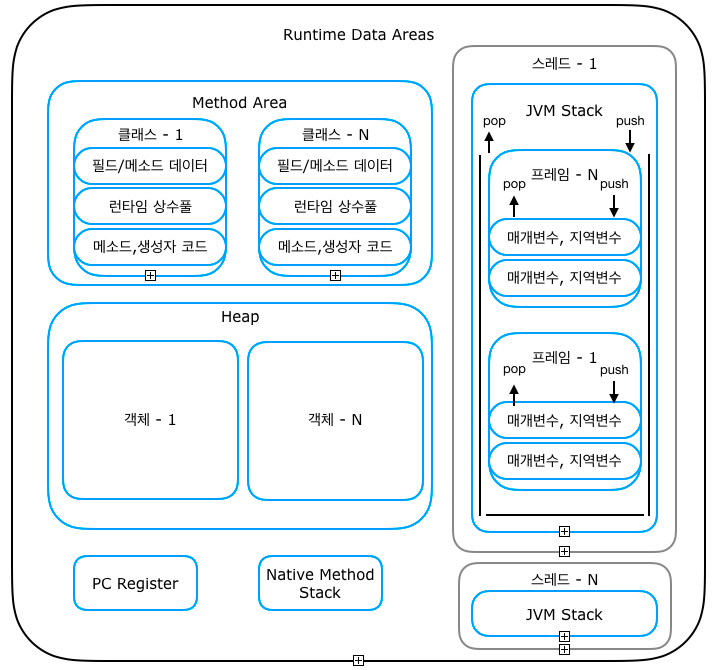 Runtime Data Areas
Method Area
클래스 - 1
필드/메소드 데이터
런타임 상수풀
메소드,생성자 코드
클래스 - N
필드/메소드 데이터
런타임 상수풀
메소드,생성자 코드
Heap
객체 - 1
객체 - N
PC Register
Native Method
Stack
스레드 - 1
JVM Stack
pop
push
프레임 - N
pop
push
매개변수, 지역변수
매개변수, 지역변수
프레임 - 1
pop
push
매개변수, 지역변수
매개변수, 지역변수
스레드 - N
JVM Stack